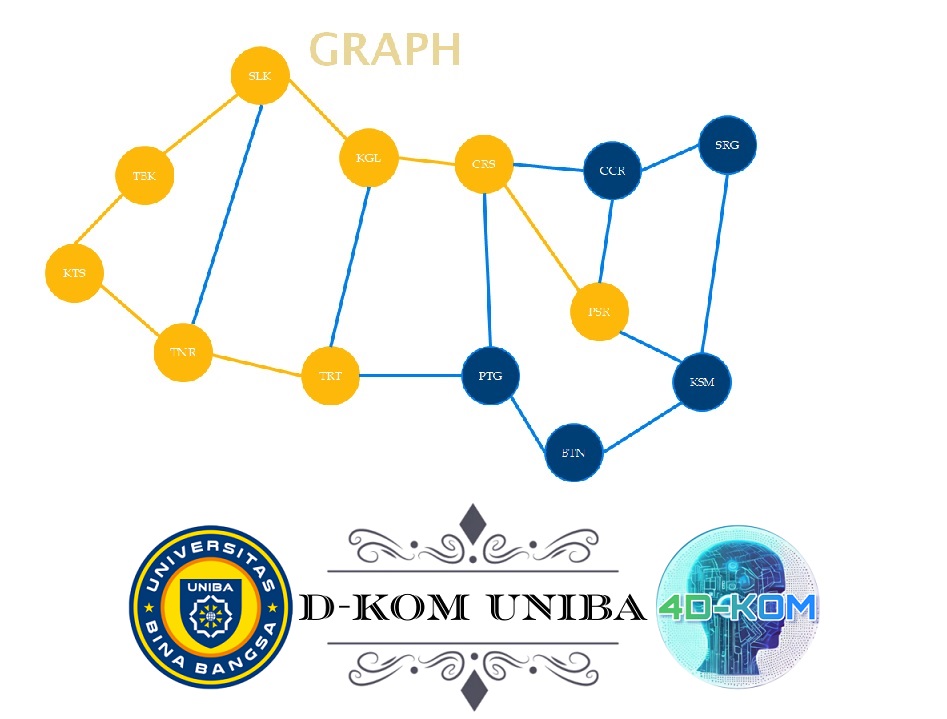 GRAPH
SLK
KGL
CRS
CCR
SRG
TBK
KTS
PSR
TNR
TRT
PTG
KSM
BTN
UNIVERSITAS
UNIBA
BINA BANGSA
D-KOM UNIBA
4D-KOM